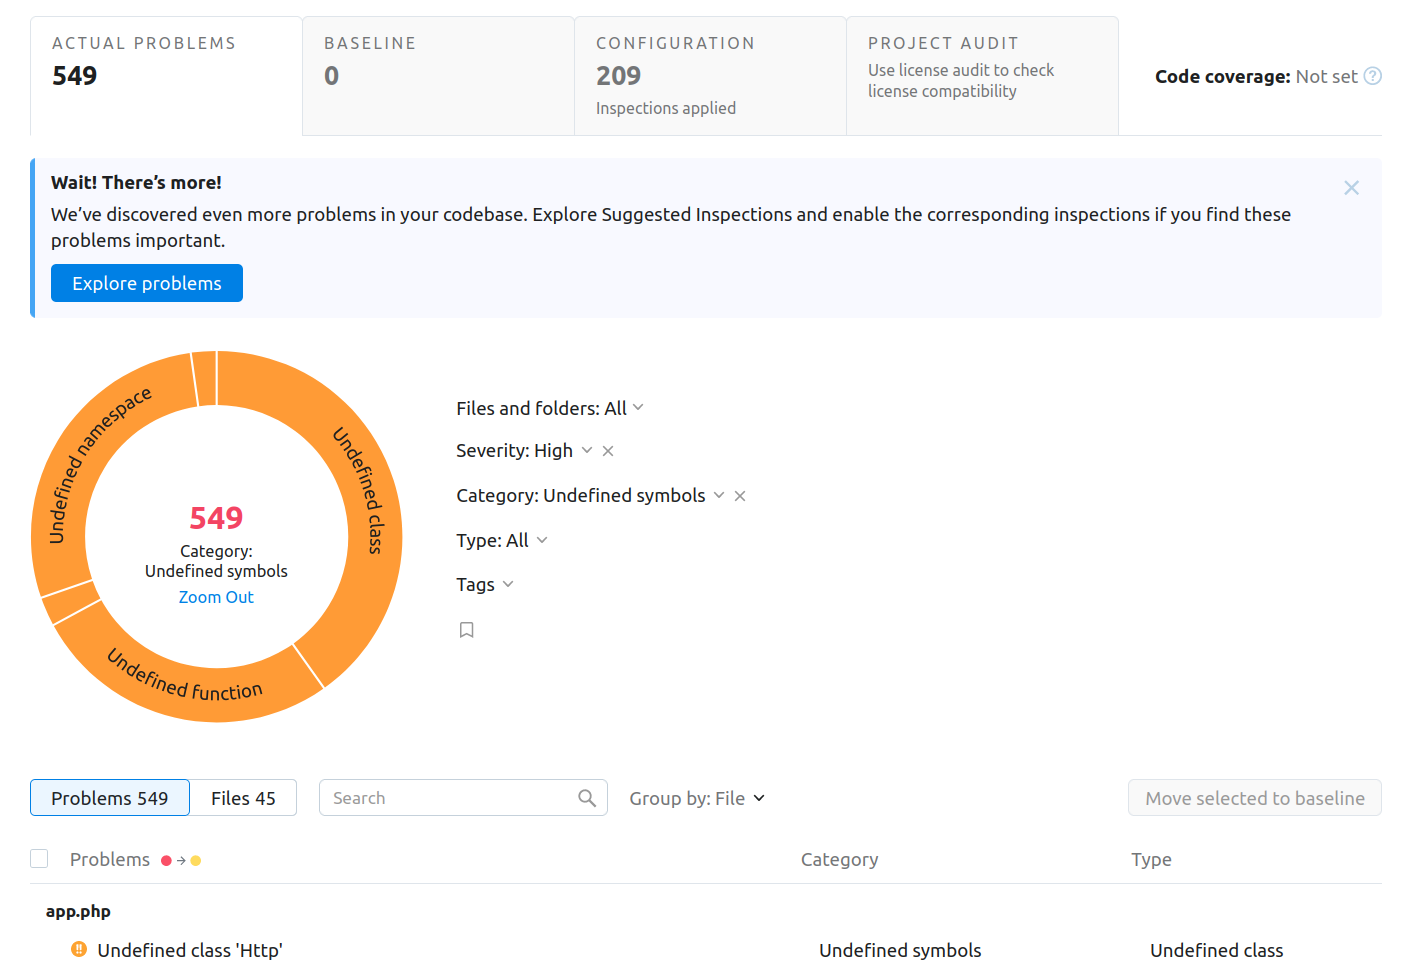 ACTUAL PROBLEMS
549
BASELINE
0
CONFIGURATION
209
Inspections applied
PROJECT AUDIT
Use license audit to check
license compatibility
Code coverage: Not set ?
Wait! There’s more!
We’ve discovered even more problems in your codebase. Explore Suggested Inspections and enable the corresponding inspections if you find these
problems important.
Explore problems
Undefined namespace
Undefined class
Undefined function
549
Category:
Undefined symbols
Zoom Out
Files and folders: All
Severity: High
Category: Undefined symbols
Type: All
Tags
Problems 549
Files 45
Search
Group by: File
Move selected to baseline
Problems
Category
Type
app.php
Undefined class 'Http'
Undefined symbols
Undefined class